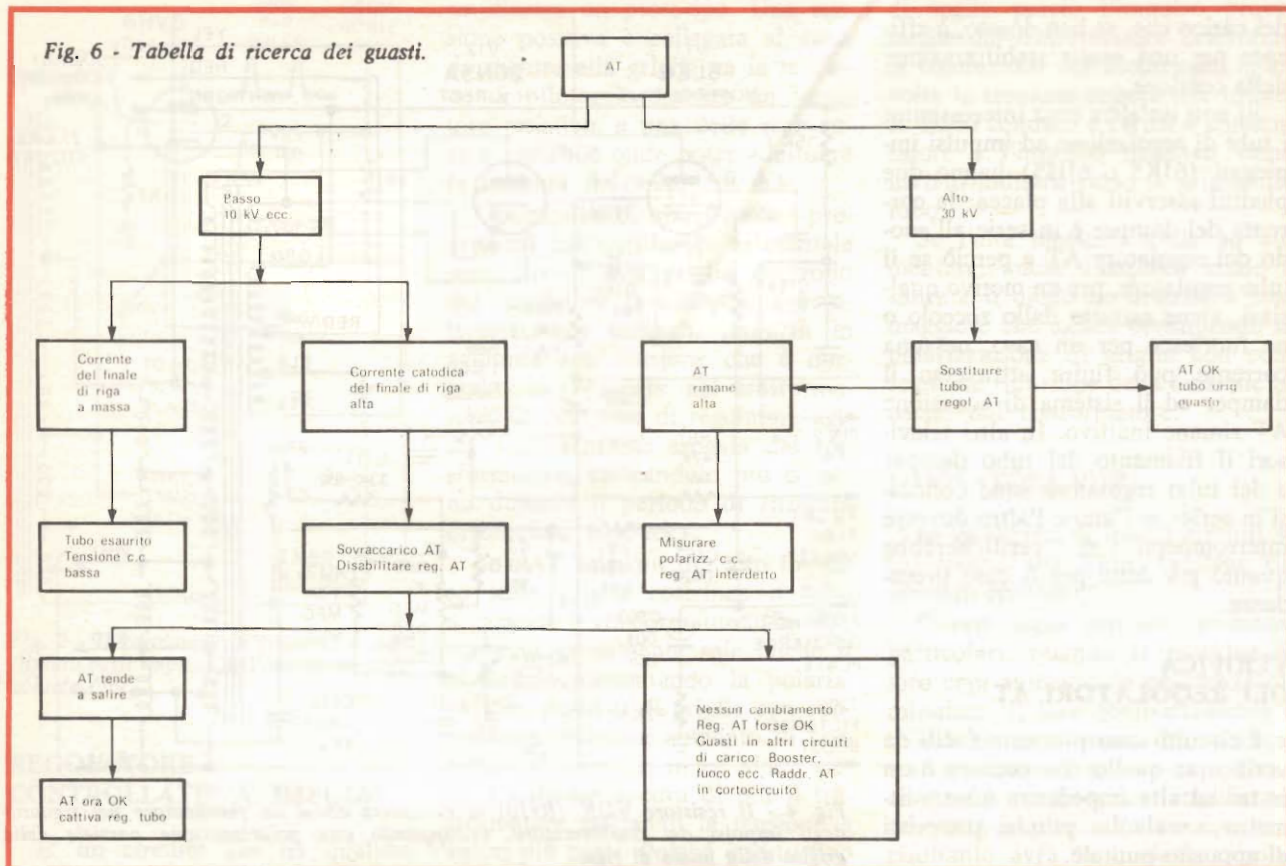 Fig. 6 - Tabella di ricerca dei guasti.
AT
Basso
10 kV ecc.
Alto
30 kV
Corrente
del finale
di riga
a massa
Corrente catodica
del finale di riga
alta
AT
rimane
alta
Sostituire
tubo
regol. AT
AT OK
tubo orig.
guasto
Tubo esaurito
Tensione c.c.
bassa
Sovraccarico AT
Disabilitare reg. AT
Misurare
polarizz. c.c.
reg. AT interdetto
AT tende
a salire
Nessun cambiamento
Reg. AT forse OK
Guasti in altri circuiti
di carico: Booster,
fuoco ecc. Raddr. AT
in cortocircuito
AT ora OK
cattiva reg. tubo